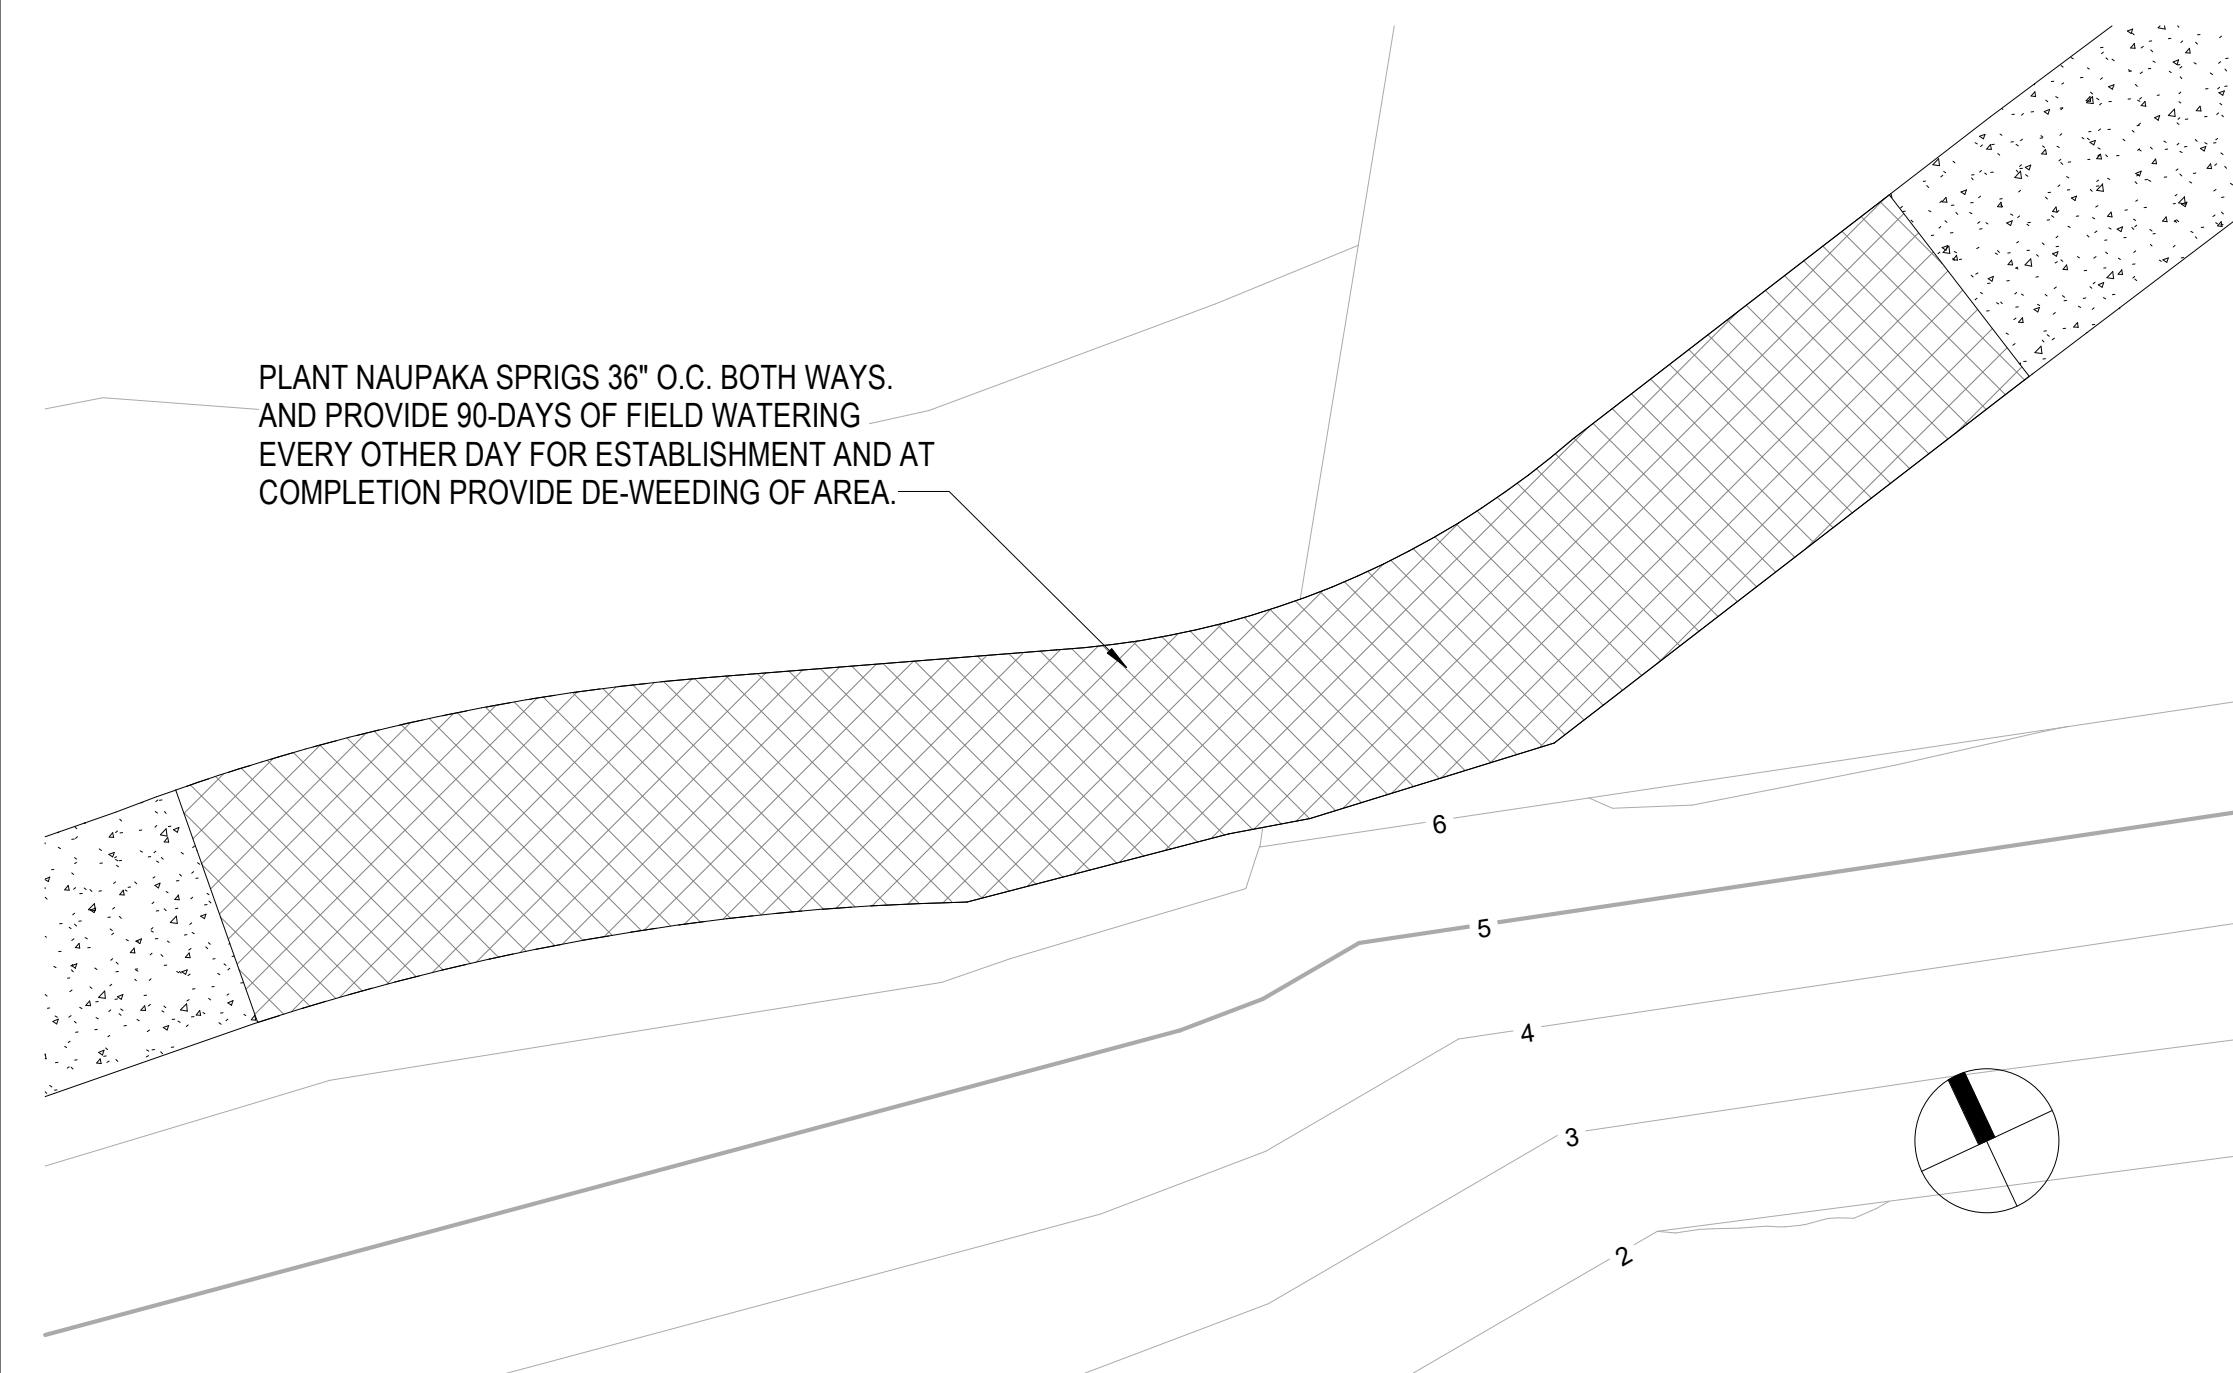 PLANT NAUPAKA SPRIGS 36" O.C. BOTH WAYS.
AND PROVIDE 90-DAYS OF FIELD WATERING
EVERY OTHER DAY FOR ESTABLISHMENT AND AT
COMPLETION PROVIDE DE-WEEDING OF AREA.
6
5
4
3
2